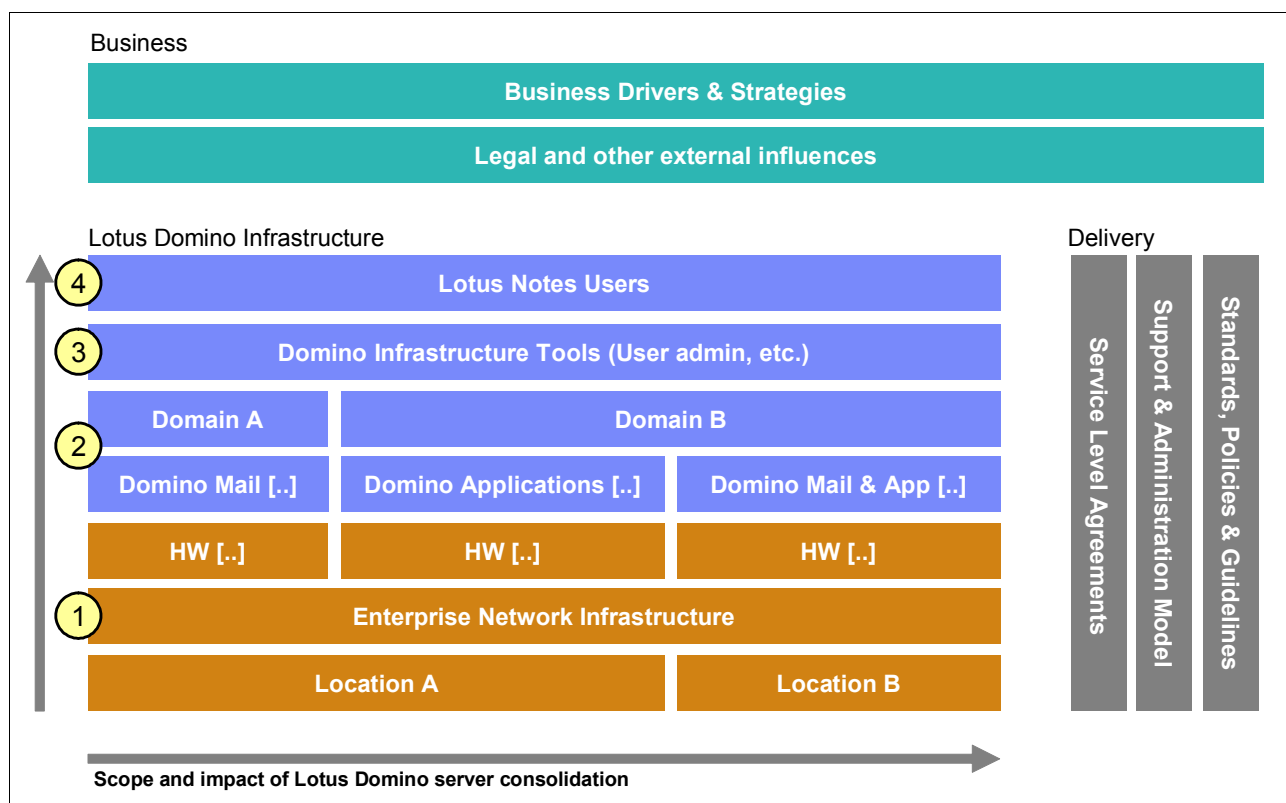 Business
Business Drivers & Strategies
Legal and other external influences
Lotus Domino Infrastructure
Delivery
4
Lotus Notes Users
3
Domino Infrastructure Tools (User admin, etc.)
2
Domain A
Domain B
Domino Mail [..]
Domino Applications [..]
Domino Mail & App [..]
HW [..]
HW [..]
HW [..]
1
Enterprise Network Infrastructure
Location A
Location B
Service Level Agreements
Support & Administration Model
Standards, Policies & Guidelines
Scope and impact of Lotus Domino server consolidation